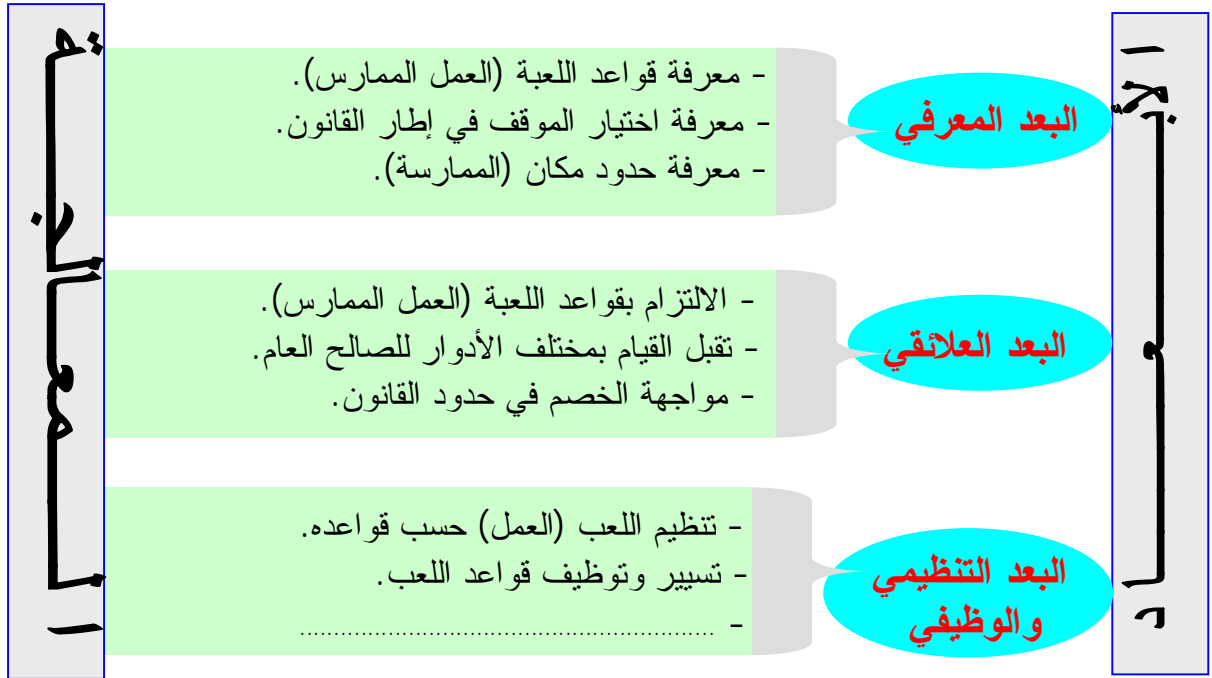 الأبـــعـــاد
البعد المعرفي
- معرفة قواعد اللعبة (العمل الممارس).
- معرفة اختيار الموقف في إطار القانون.
- معرفة حدود مكان (الممارسة).
البعد العلائقي
- الالتزام بقواعد اللعبة (العمل الممارس).
- تقبل القيام بمختلف الأدوار للصالح العام.
- مواجهة الخصم في حدود القانون.
البعد التنظيمي
والوظيفي
- تنظيم اللعب (العمل) حسب قواعده.
- تسيير وتوظيف قواعد اللعب.
- ..............................................................
الـــمـعـالـجـــة